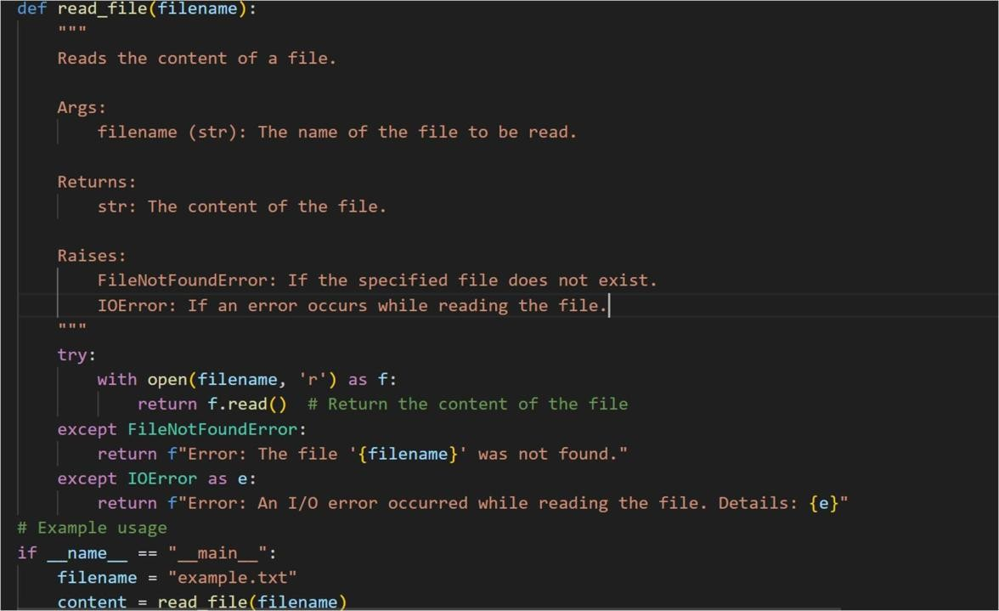 def read_file(filename):
    """
    Reads the content of a file.

    Args:
        filename (str): The name of the file to be read.

    Returns:
        str: The content of the file.

    Raises:
        FileNotFoundError: If the specified file does not exist.
        IOError: If an error occurs while reading the file.
    """
    try:
        with open(filename, 'r') as f:
            return f.read()  # Return the content of the file
    except FileNotFoundError:
        return f"Error: The file '{filename}' was not found."
    except IOError as e:
        return f"Error: An I/O error occurred while reading the file. Details: {e}"
# Example usage
if __name__ == "__main__":
    filename = "example.txt"
    content = read_file(filename)